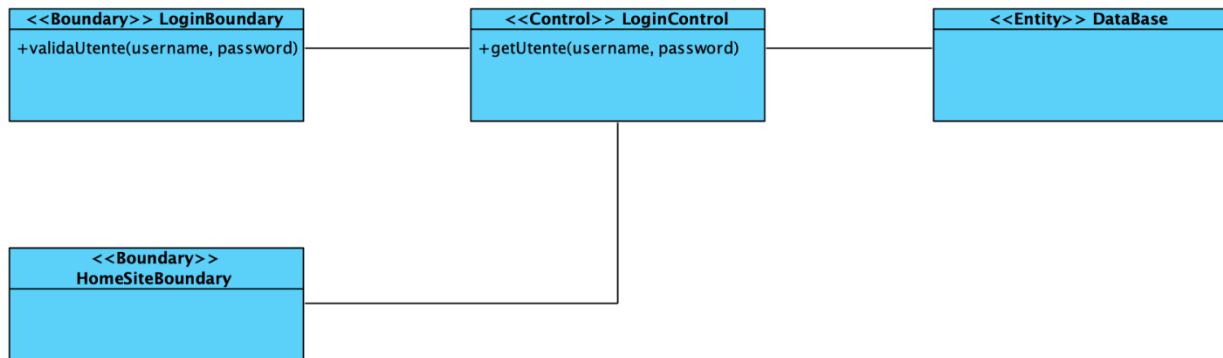 <<Boundary>> LoginBoundary
+validaUtente(username, password)
<<Control>> LoginControl
+getUtente(username, password)
<<Entity>> DataBase
<<Boundary>>
HomeSiteBoundary